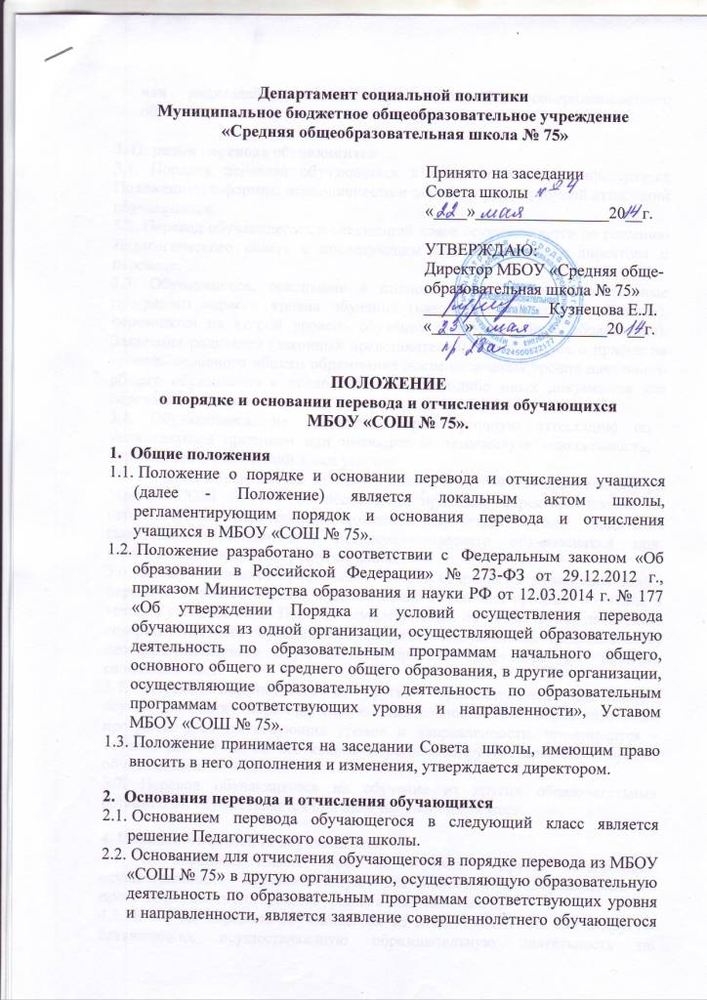 Департамент социальной политики
Муниципальное бюджетное общеобразовательное учреждение
«Средняя общеобразовательная школа № 75»
Принято на заседании
Совета школы №24
«22» мая 2014г.
УТВЕРЖДАЮ:
Директор МБОУ «Средняя обще-
образовательная школа № 75»
Кузнецова Е.Л.
«23» мая 2014г.
пр 28а
ПОЛОЖЕНИЕ
о порядке и основании перевода и отчисления обучающихся
МБОУ «СОШ № 75».
1. Общие положения
1.1. Положение о порядке и основании перевода и отчисления учащихся
(далее - Положение) является локальным актом школы,
регламентирующим порядок и основания перевода и отчисления
учащихся в МБОУ «СОШ № 75».
1.2. Положение разработано в соответствии с Федеральным законом «Об
образовании в Российской Федерации» № 273-ФЗ от 29.12.2012 г.,
приказом Министерства образования и науки РФ от 12.03.2014 г. № 177
«Об утверждении Порядка и условий осуществления перевода
обучающихся из одной организации, осуществляющей образовательную
деятельность по образовательным программам начального общего,
основного общего и среднего общего образования, в другие организации,
осуществляющие образовательную деятельность по образовательным
программам соответствующих уровня и направленности», Уставом
МБОУ «СОШ № 75».
1.3. Положение принимается на заседании Совета школы, имеющим право
вносить в него дополнения и изменения, утверждается директором.
2. Основания перевода и отчисления обучающихся
2.1. Основанием перевода обучающегося в следующий класс является
решение Педагогического совета школы.
2.2. Основанием для отчисления обучающегося в порядке перевода из МБОУ
«СОШ № 75» в другую организацию, осуществляющую образовательную
деятельность по образовательным программам соответствующих уровня
и направленности, является заявление совершеннолетнего обучающегося